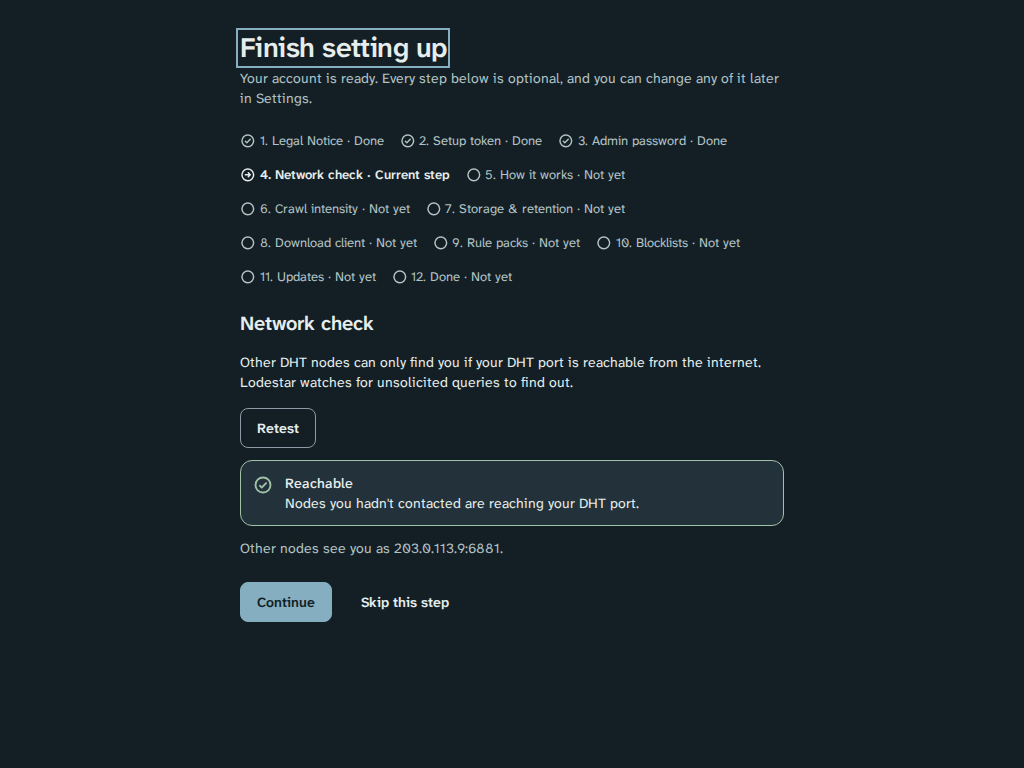 Finish setting up
Your account is ready. Every step below is optional, and you can change any of it later
in Settings.
1. Legal Notice · Done 2. Setup token · Done 3. Admin password · Done
4. Network check · Current step 5. How it works · Not yet
6. Crawl intensity · Not yet 7. Storage & retention · Not yet
8. Download client · Not yet 9. Rule packs · Not yet 10. Blocklists · Not yet
11. Updates · Not yet 12. Done · Not yet
Network check
Other DHT nodes can only find you if your DHT port is reachable from the internet.
Lodestar watches for unsolicited queries to find out.
Retest
Reachable
Nodes you hadn't contacted are reaching your DHT port.
Other nodes see you as 203.0.113.9:6881.
Continue Skip this step